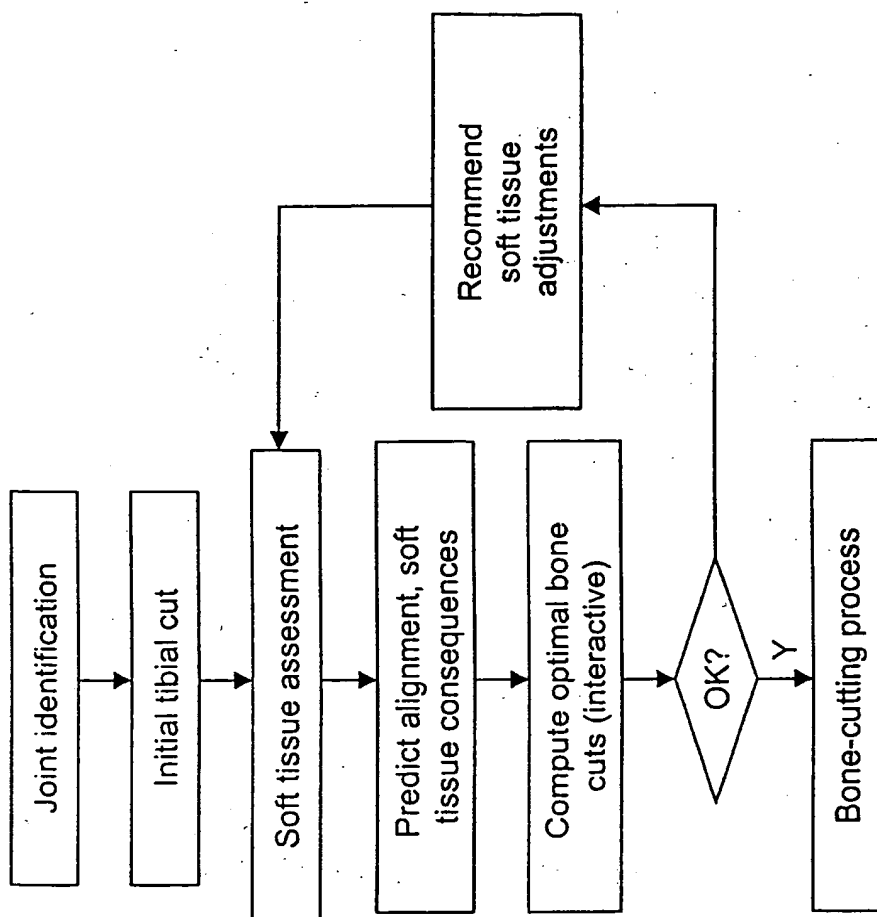 Joint identification
Initial tibial cut
Soft tissue assessment
Predict alignment, soft
tissue consequences
Compute optimal bone
cuts (interactive)
OK?
Y
Bone-cutting process
Recommend
soft tissue
adjustments